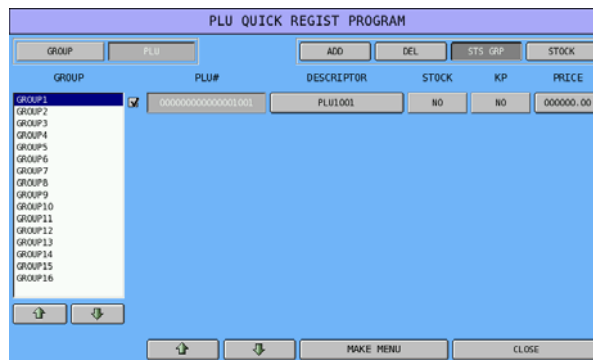 PLU QUICK REGIST PROGRAM
GROUP PLU ADD DEL STS GRP STOCK
GROUP PLU# DESCRIPTOR STOCK KP PRICE
GROUP1 000000000000001001 PLU1001 NO NO 000000.00
GROUP2
GROUP3
GROUP4
GROUP5
GROUP6
GROUP7
GROUP8
GROUP9
GROUP10
GROUP11
GROUP12
GROUP13
GROUP14
GROUP15
GROUP16
MAKE MENU CLOSE